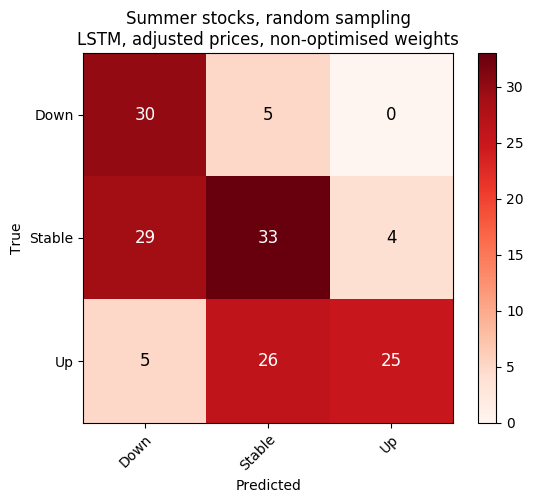 Summer stocks, random sampling
LSTM, adjusted prices, non-optimised weights
Down 30 5 0
Stable 29 33 4
Up 5 26 25
Down Stable Up
True
Predicted
30
25
20
15
10
5
0